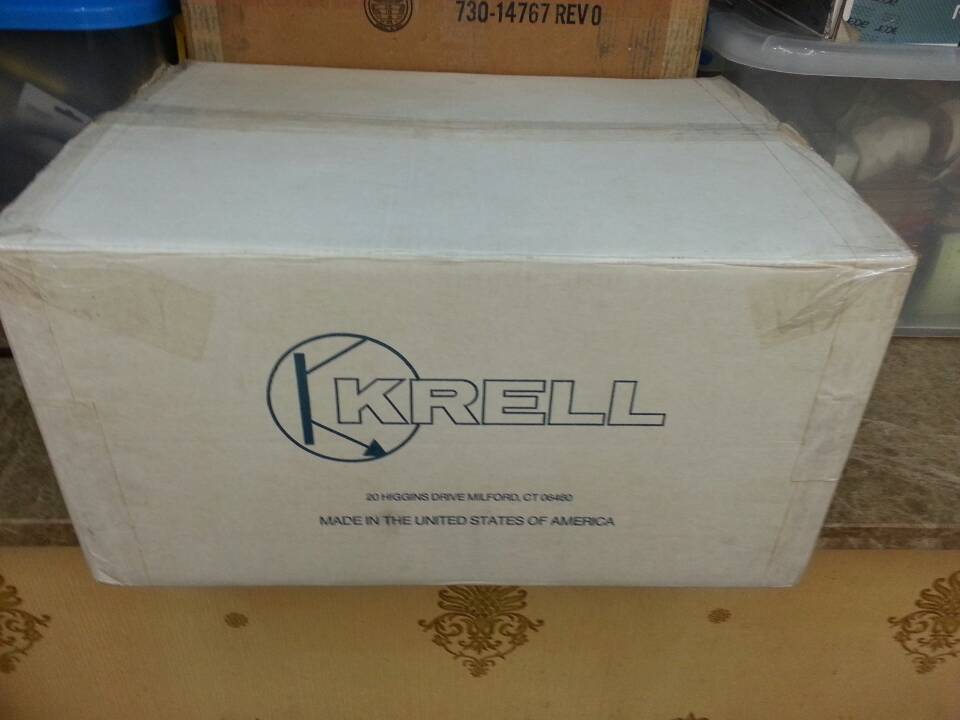 730-14767 REV 0
KRELL
20 HIGGINS DRIVE MILFORD, CT 06460
MADE IN THE UNITED STATES OF AMERICA